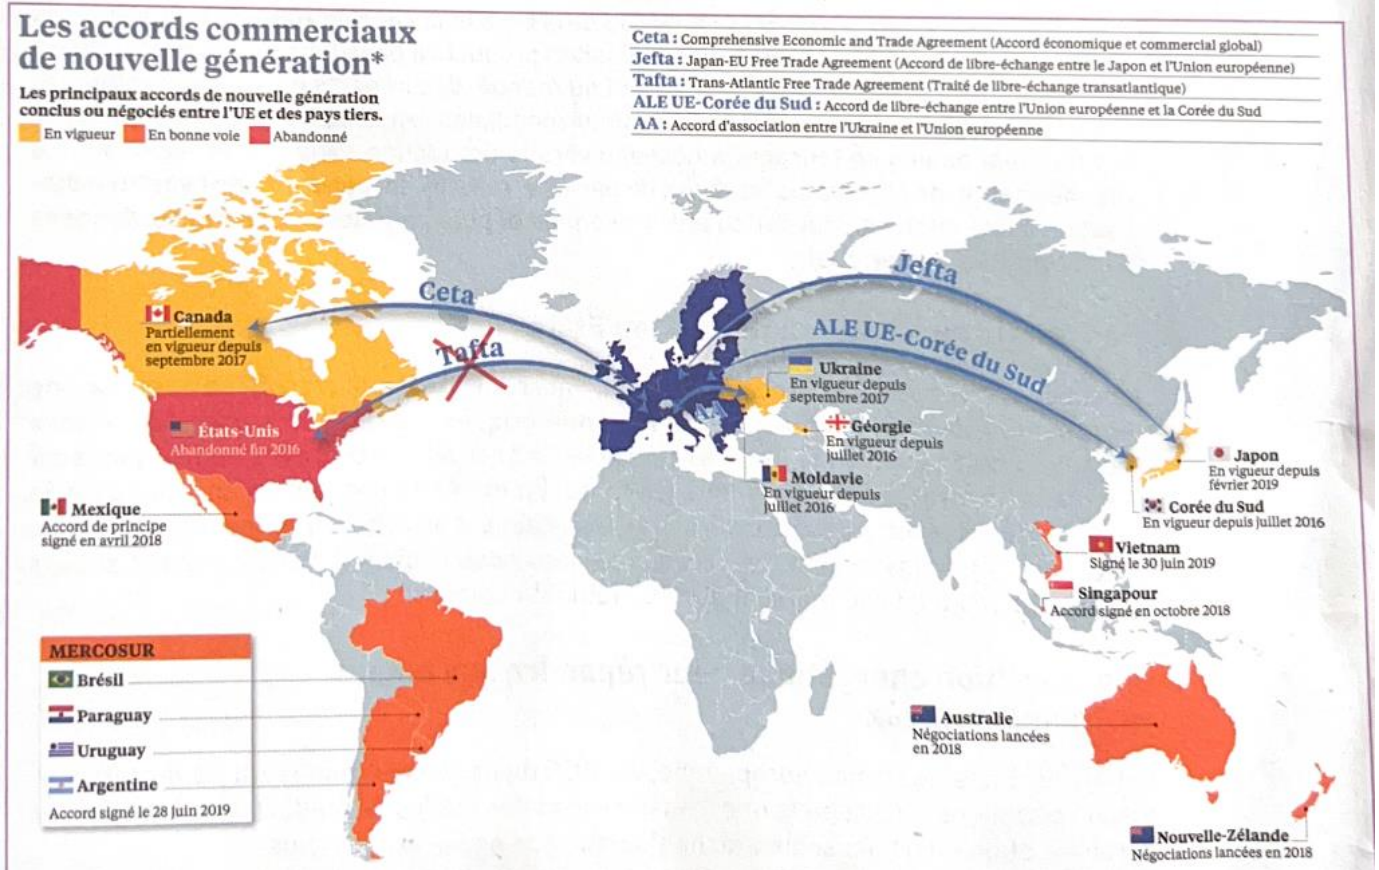 Les accords commerciaux
de nouvelle génération*
Les principaux accords de nouvelle génération
conclus ou négociés entre l'UE et des pays tiers.
En vigueur En bonne voie Abandonné
Ceta : Comprehensive Economic and Trade Agreement (Accord économique et commercial global)
Jefta : Japan-EU Free Trade Agreement (Accord de libre-échange entre le Japon et l'Union européenne)
Tafta : Trans-Atlantic Free Trade Agreement (Traité de libre-échange transatlantique)
ALE UE-Corée du Sud : Accord de libre-échange entre l'Union européenne et la Corée du Sud
AA : Accord d'association entre l'Ukraine et l'Union européenne
Jefta
Ceta
Canada
Partiellement
en vigueur depuis
septembre 2017
Tafta
ALE UE-Corée du Sud
Ukraine
En vigueur depuis
septembre 2017
AA
États-Unis
Abandonné fin 2016
Géorgie
En vigueur depuis
juillet 2016
Moldavie
En vigueur depuis
juillet 2016
Japon
En vigueur depuis
février 2019
Corée du Sud
En vigueur depuis juillet 2016
Mexique
Accord de principe
signé en avril 2018
Vietnam
Signé le 30 juin 2019
Singapour
Accord signé en octobre 2018
MERCOSUR
Brésil
Paraguay
Uruguay
Argentine
Accord signé le 28 juin 2019
Australie
Négociations lancées
en 2018
Nouvelle-Zélande
Négociations lancées en 2018